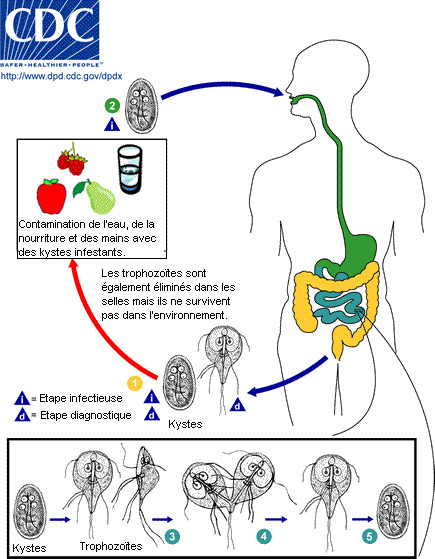 CDC
SAFER • HEALTHIER • PEOPLE™
http://www.dpd.cdc.gov/dpdx
2
i
Contamination de l'eau, de la
nourriture et des mains avec
des kystes infestants.
Les trophozoïtes sont
également éliminés dans les
selles mais ils ne survivent
pas dans l'environnement.
1
i = Etape infectieuse
i
d = Etape diagnostique
d
d
Kystes
Kystes
Trophozoïtes
3
4
5